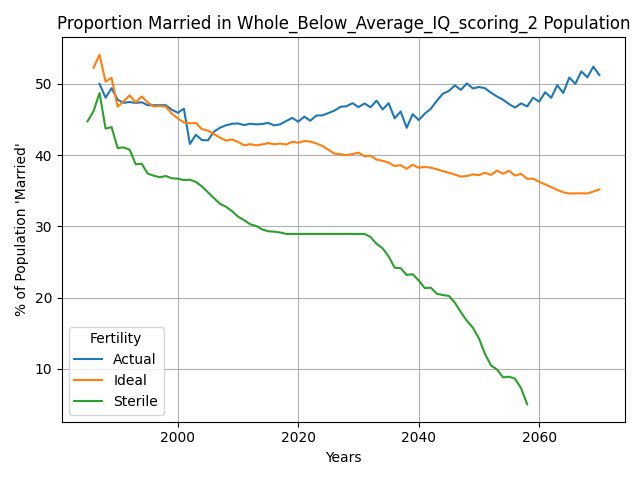 Proportion Married in Whole_Below_Average_IQ_scoring_2 Population
% of Population 'Married'
50
40
30
20
10
Fertility
Actual
Ideal
Sterile
2000 2020 2040 2060
Years